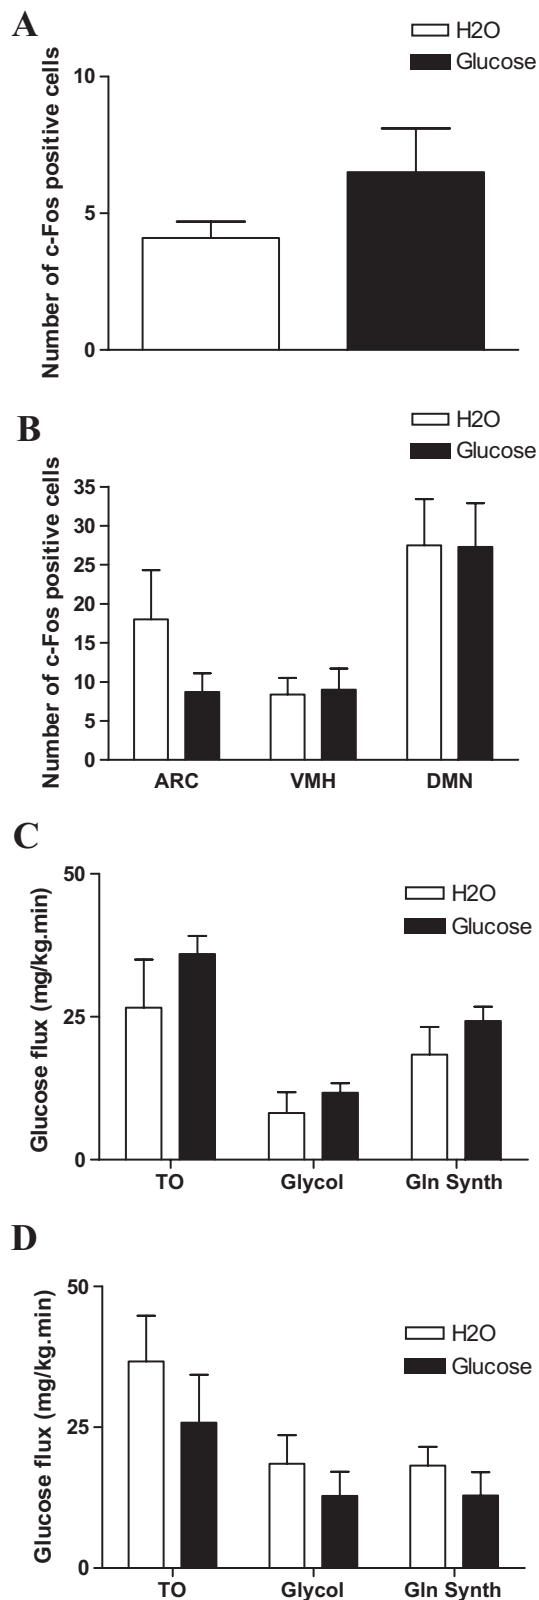 A
H2O
Glucose
Number of c-Fos positive cells
10
5
0
B
H2O
Glucose
Number of c-Fos positive cells
35
30
25
20
15
10
5
0
ARC VMH DMN
C
H2O
Glucose
Glucose flux (mg/kg.min)
50
25
0
TO Glycol Gln Synth
D
H2O
Glucose
Glucose flux (mg/kg.min)
50
25
0
TO Glycol Gln Synth